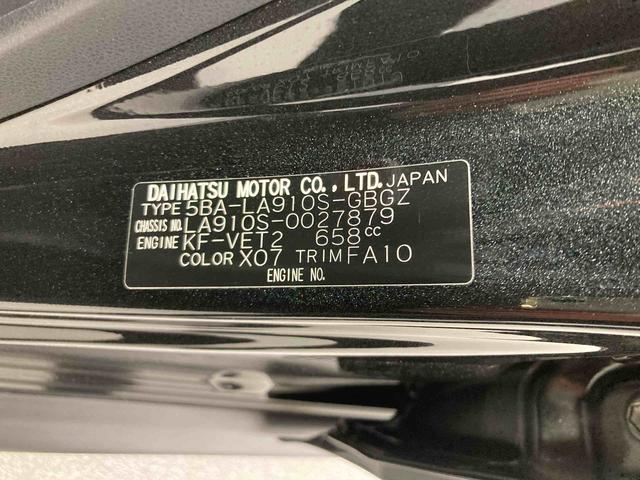 DAIHATSU MOTOR CO., LTD. JAPAN
TYPE 5BA-LA910S-GBGZ
CHASSIS NO. LA910S-0027879
ENGINE KF-VET2 658CC
COLOR X07 TRIM FA10
ENGINE NO.